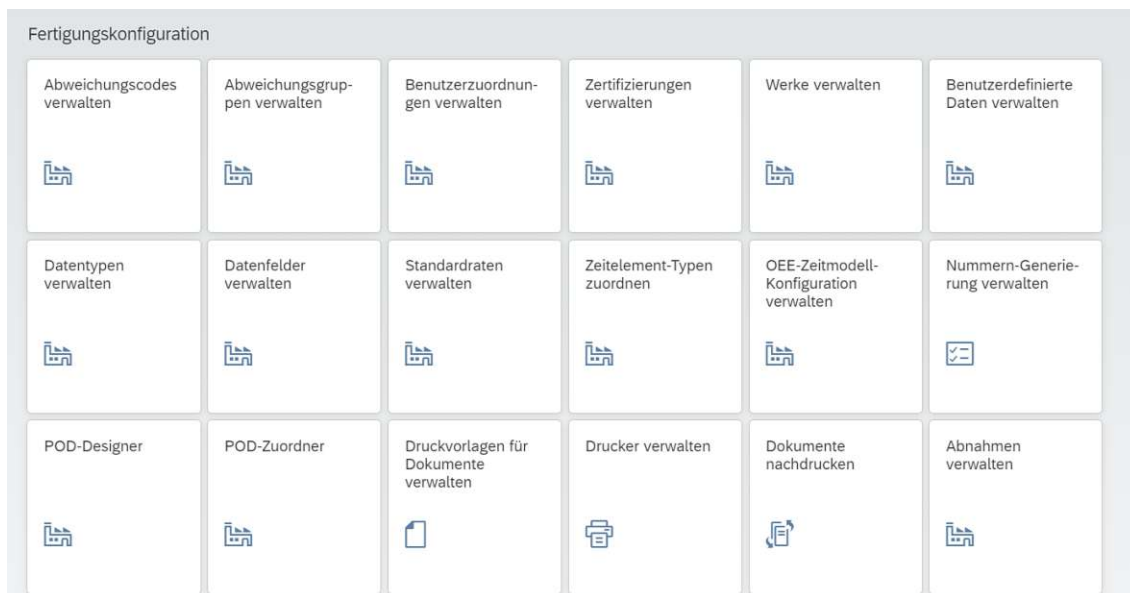 Fertigungskonfiguration
Abweichungscodes
verwalten
Abweichungsgrup-
pen verwalten
Benutzerzuordnun-
gen verwalten
Zertifizierungen
verwalten
Werke verwalten
Benutzerdefinierte
Daten verwalten
Datentypen
verwalten
Datenfelder
verwalten
Standardraten
verwalten
Zeitelement-Typen
zuordnen
OEE-Zeitmodell-
Konfiguration
verwalten
Nummern-Generie-
rung verwalten
POD-Designer
POD-Zuordner
Druckvorlagen für
Dokumente
verwalten
Drucker verwalten
Dokumente
nachdrucken
Abnahmen
verwalten